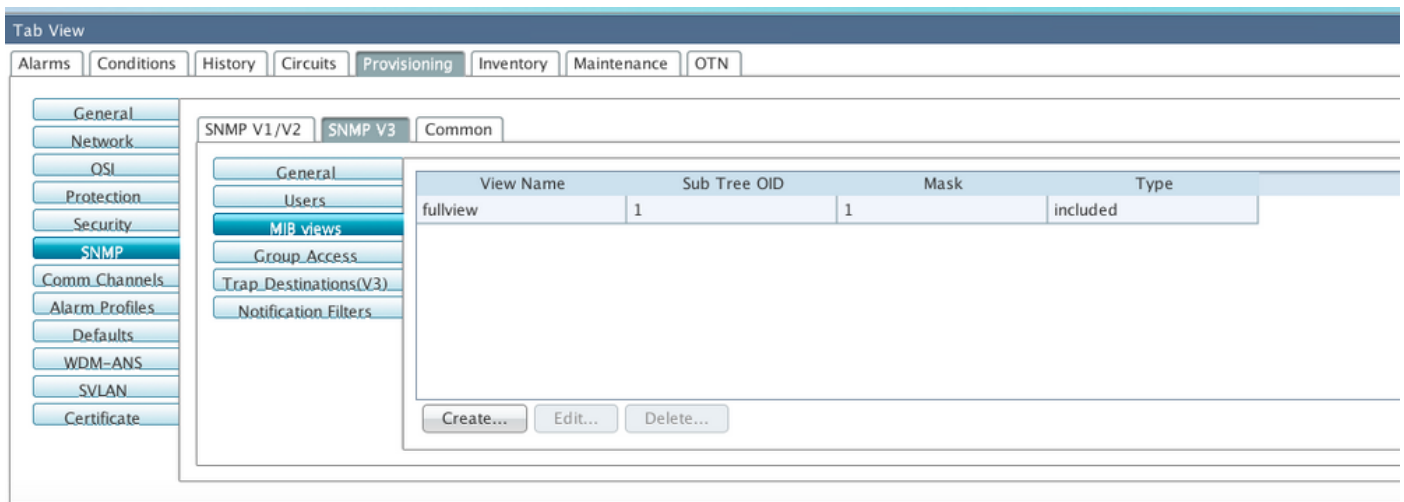 Tab View
Alarms Conditions History Circuits Provisioning Inventory Maintenance OTN
General
Network
OSI
Protection
Security
SNMP
Comm Channels
Alarm Profiles
Defaults
WDM-ANS
SVLAN
Certificate
SNMP V1/V2 SNMP V3 Common
General
Users
MIB views
Group Access
Trap Destinations(V3)
Notification Filters
View Name Sub Tree OID Mask Type
fullview 1 1 included
Create... Edit... Delete...